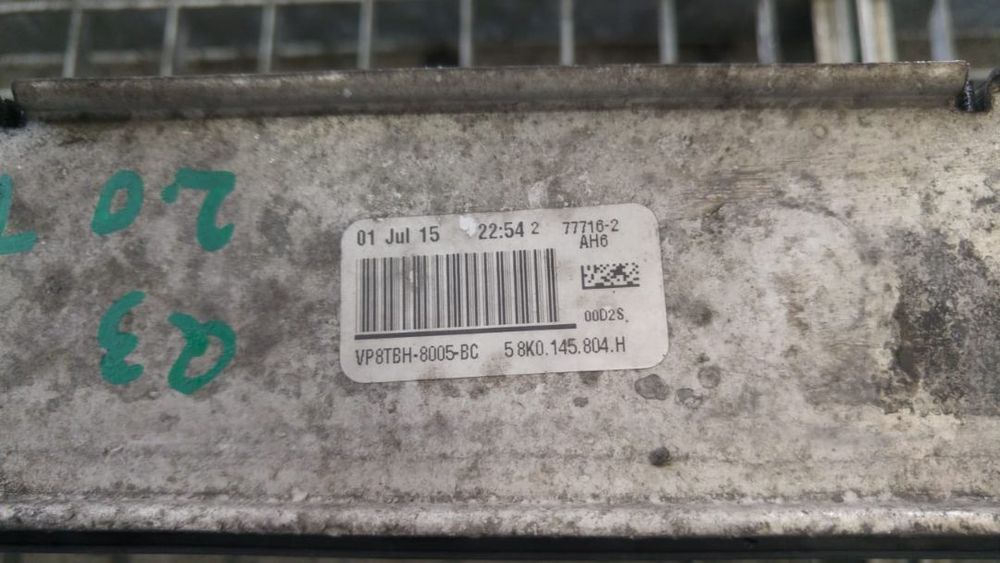 01 Jul 15 22:54 2 77716-2
AH6
00D2S
VP8TBH-8005-BC 5 8K0.145.804.H
2.0 T
Q3